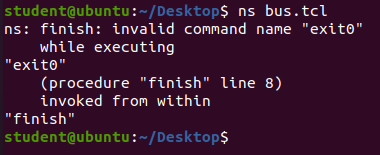 student@ubuntu:~/Desktop$ ns bus.tcl
ns: finish: invalid command name "exit0"
    while executing
"exit0"
    (procedure "finish" line 8)
    invoked from within
"finish"
student@ubuntu:~/Desktop$